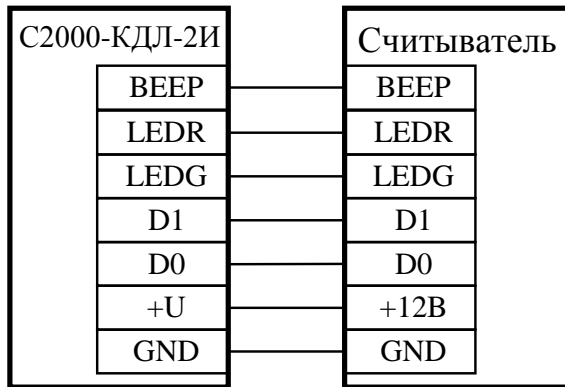 С2000-КДЛ-2И
BEEP
LEDR
LEDG
D1
D0
+U
GND
Считыватель
BEEP
LEDR
LEDG
D1
D0
+12В
GND